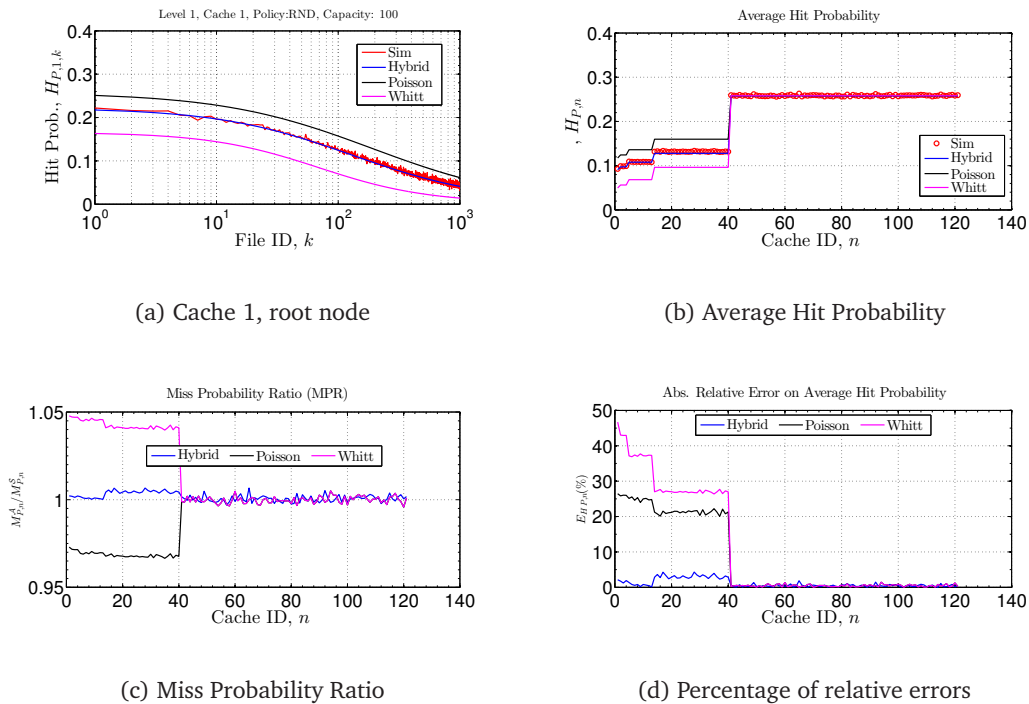 Level 1, Cache 1, Policy:RND, Capacity: 100
Hit Prob., H_{P,1,k}
0.4
0.3
0.2
0.1
0
10^0
10^1
10^2
10^3
File ID, k
Sim
Hybrid
Poisson
Whitt
(a) Cache 1, root node
Average Hit Probability
, H_{P,n}
0.4
0.3
0.2
0.1
0
0 20 40 60 80 100 120 140
Cache ID, n
Sim
Hybrid
Poisson
Whitt
(b) Average Hit Probability
Miss Probability Ratio (MPR)
M^A_{P,n}/M^S_{P,n}
1.05
1
0.95
0 20 40 60 80 100 120 140
Cache ID, n
Hybrid Poisson Whitt
(c) Miss Probability Ratio
Abs. Relative Error on Average Hit Probability
E_{H P,n}(%)
50
40
30
20
10
0
0 20 40 60 80 100 120 140
Cache ID, n
Hybrid Poisson Whitt
(d) Percentage of relative errors